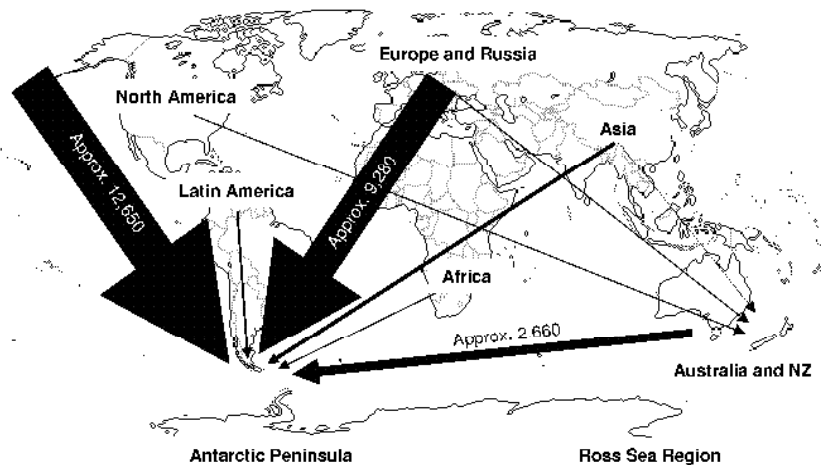 Europe and Russia
North America
Asia
Approx. 12,650
Approx. 9,280
Latin America
Africa
Approx. 2 660
Australia and NZ
Antarctic Peninsula
Ross Sea Region